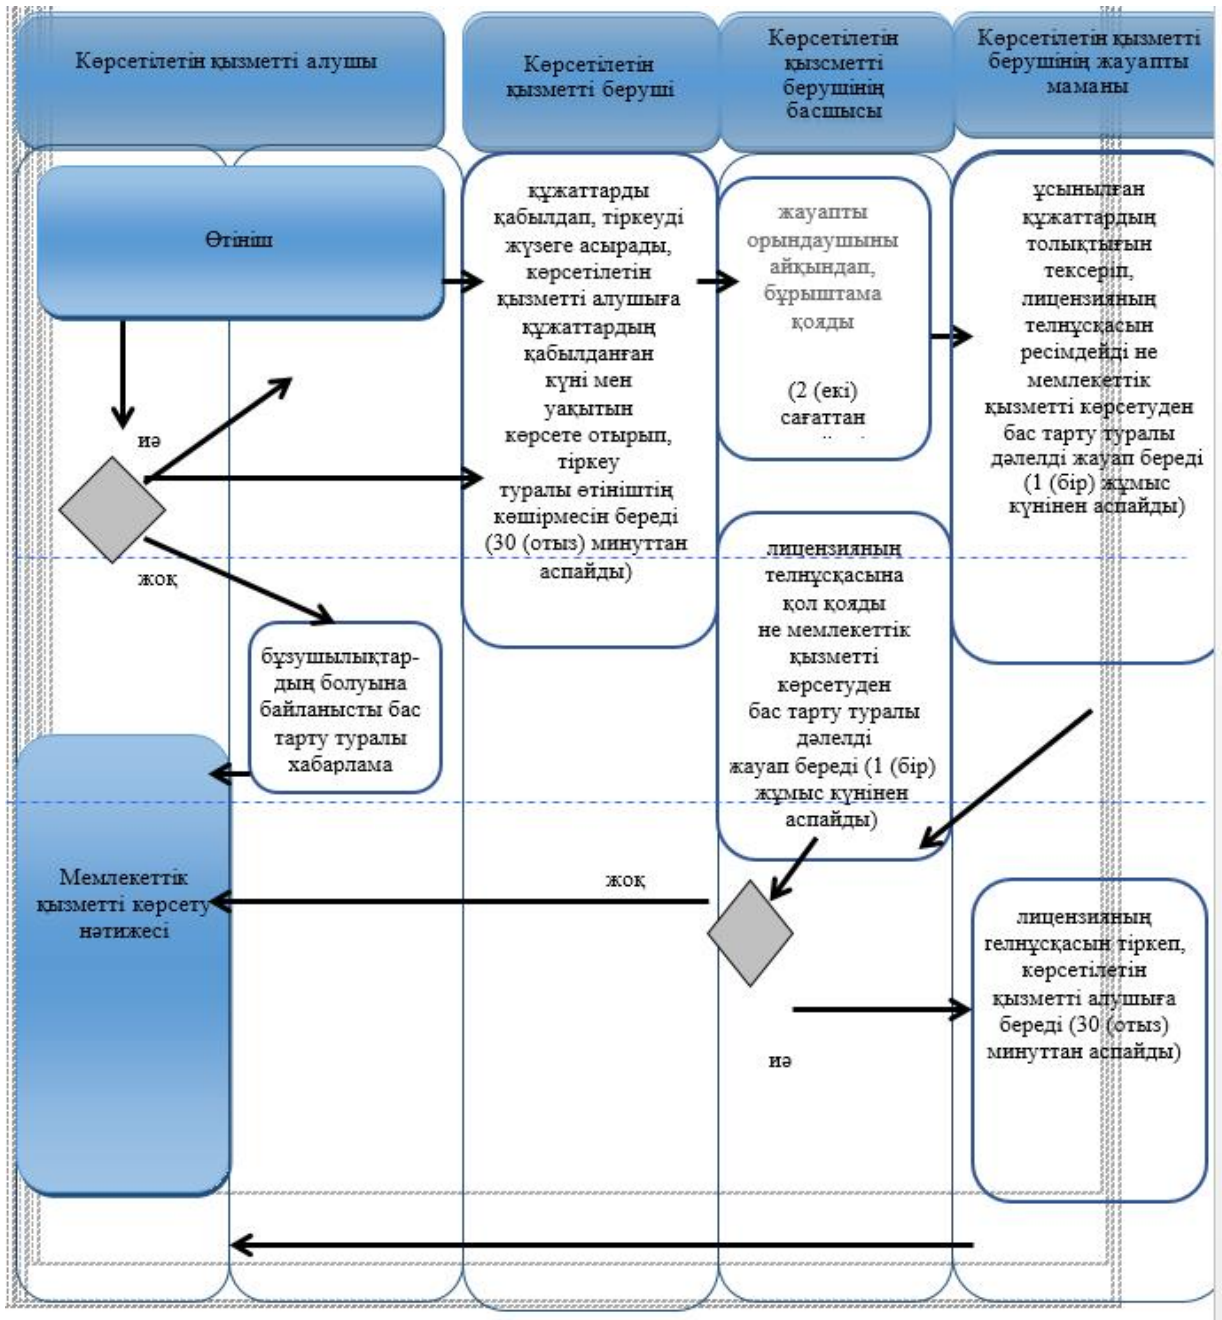 Көрсетілетін қызметті алушы
Көрсетілетін
қызметті беруші
Көрсетілетін
қызсметті
берушінің
басшысы
Көрсетілетін қызметті
берушінің жауапты
маманы
Өтініш
құжаттарды
қабылдап, тіркеуді
жүзеге асырады,
көрсетілетін
қызметті алушыға
құжаттардың
қабылданған
күні мен
уақытын
көрсете отырып,
тіркеу
туралы өтініштің
көшірмесін береді
(30 (отыз) минуттан
аспайды)
жауапты
орындаушыны
айқындап,
бұрыштама
қояды
(2 (екі)
сағаттан
ұсынылған
құжаттардың
толықтығын
тексеріп,
лицензияның
телнұсқасын
ресімдейді не
мемлекеттік
қызметті көрсетуден
бас тарту туралы
дәлелді жауап береді
(1 (бір) жұмыс
күнінен аспайды)
иә
жоқ
бұзушылықтар-
дың болуына
байланысты бас
тарту туралы
хабарлама
лицензияның
телнұсқасына
қол қояды
не мемлекеттік
қызметті
көрсетуден
бас тарту туралы
дәлелді
жауап береді (1 (бір)
жұмыс күнінен
аспайды)
Мемлекеттік
қызметті көрсету
нәтижесі
жоқ
иә
лицензияның
телнұсқасын тіркеп,
көрсетілетін
қызметті алушыға
береді (30 (отыз)
минуттан аспайды)